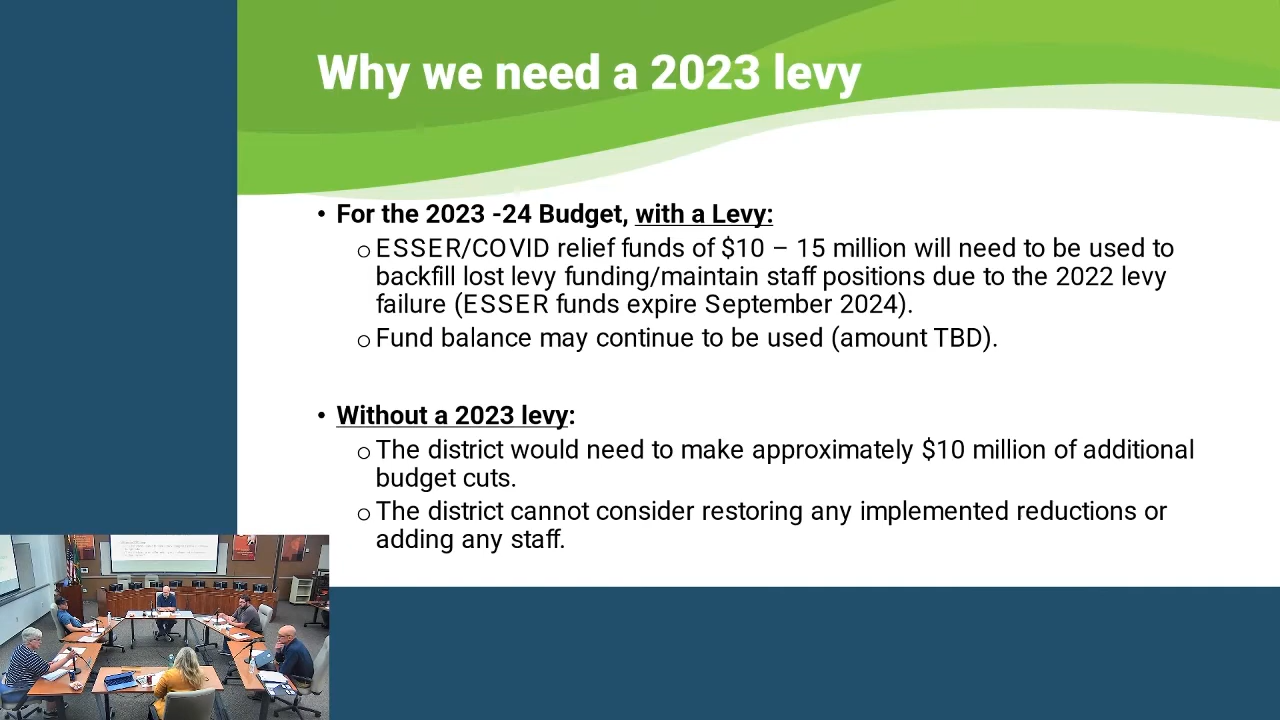 Why we need a 2023 levy
• For the 2023 -24 Budget, with a Levy:
o ESSER/COVID relief funds of $10 – 15 million will need to be used to
backfill lost levy funding/maintain staff positions due to the 2022 levy
failure (ESSER funds expire September 2024).
o Fund balance may continue to be used (amount TBD).
• Without a 2023 levy:
o The district would need to make approximately $10 million of additional
budget cuts.
o The district cannot consider restoring any implemented reductions or
adding any staff.